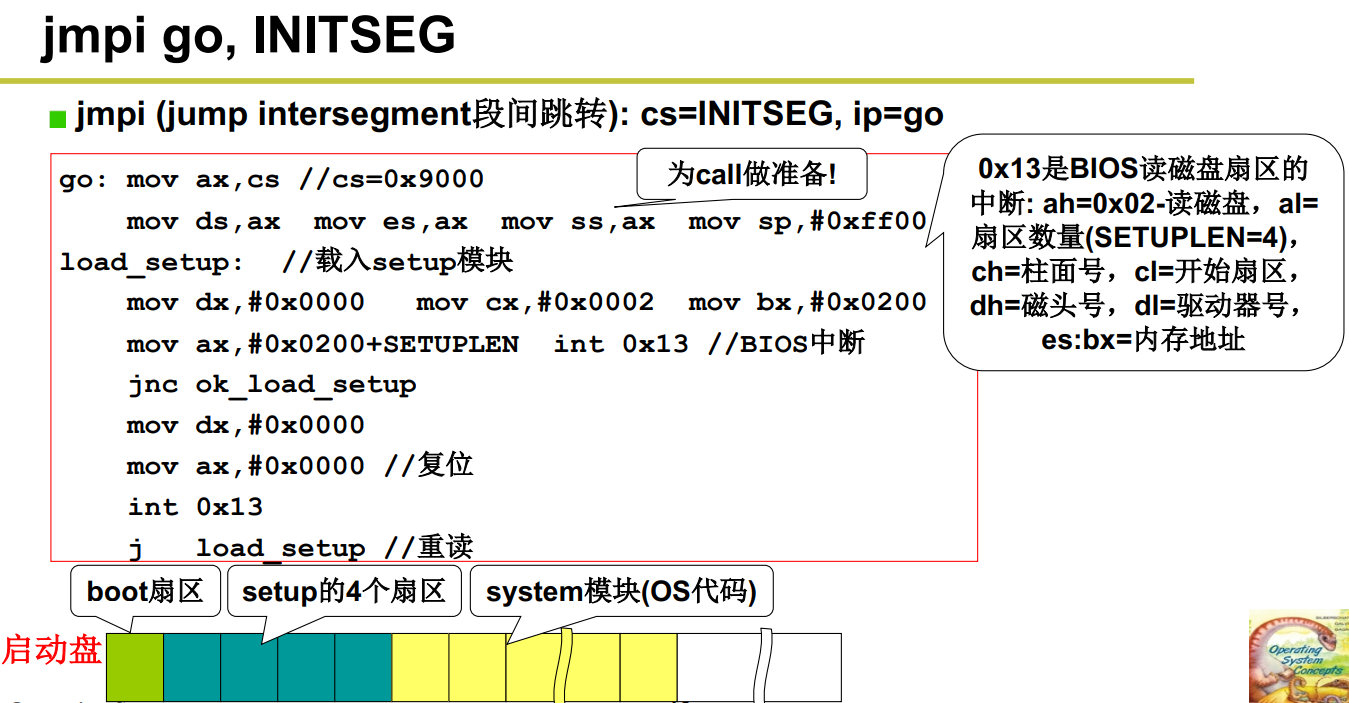 jmpi go, INITSEG
jmpi (jump intersegment段间跳转): cs=INITSEG, ip=go
go: mov ax,cs //cs=0x9000
mov ds,ax mov es,ax mov ss,ax mov sp,#0xff00
load_setup: //载入setup模块
mov dx,#0x0000 mov cx,#0x0002 mov bx,#0x0200
mov ax,#0x0200+SETUPLEN int 0x13 //BIOS中断
jnc ok_load_setup
mov dx,#0x0000
mov ax,#0x0000 //复位
int 0x13
j load_setup //重读
为call做准备!
0x13是BIOS读磁盘扇区的
中断: ah=0x02-读磁盘，al=
扇区数量(SETUPLEN=4)，
ch=柱面号，cl=开始扇区，
dh=磁头号，dl=驱动器号，
es:bx=内存地址
boot扇区
setup的4个扇区
system模块(OS代码)
启动盘
Operating
System
Concepts